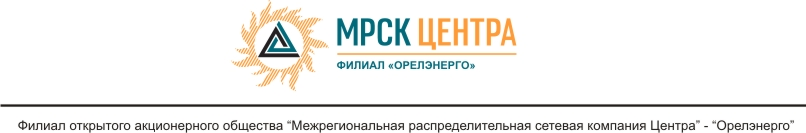 МРСК ЦЕНТРА
ФИЛИАЛ «ОРЕЛЭНЕРГО»
Филиал открытого акционерного общества “Межрегиональная распределительная сетевая компания Центра” - “Орелэнерго”